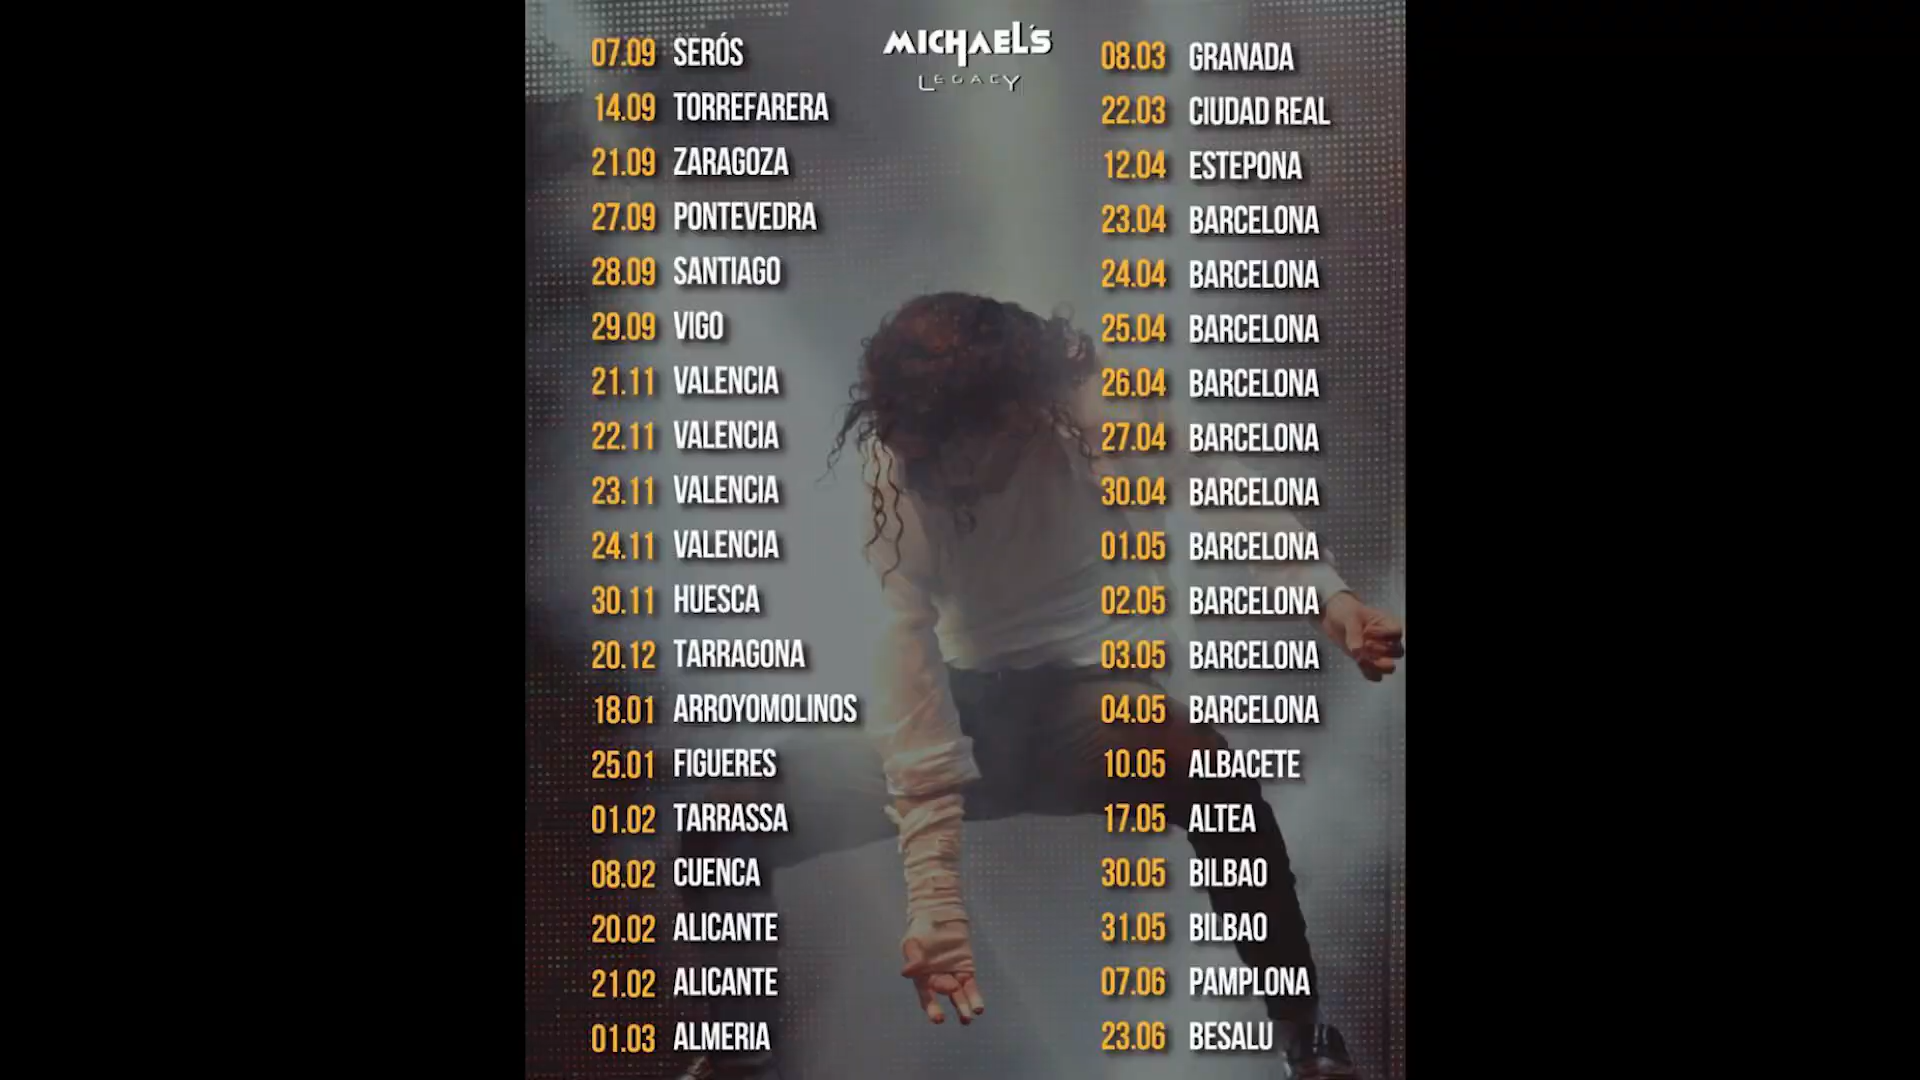 MICHAEL'S
LEGACY
07.09 SERÓS
14.09 TORREFARERA
21.09 ZARAGOZA
27.09 PONTEVEDRA
28.09 SANTIAGO
29.09 VIGO
21.11 VALENCIA
22.11 VALENCIA
23.11 VALENCIA
24.11 VALENCIA
30.11 HUESCA
20.12 TARRAGONA
18.01 ARROYOMOLINOS
25.01 FIGUERES
01.02 TARRASSA
08.02 CUENCA
20.02 ALICANTE
21.02 ALICANTE
01.03 ALMERIA
08.03 GRANADA
22.03 CIUDAD REAL
12.04 ESTEPONA
23.04 BARCELONA
24.04 BARCELONA
25.04 BARCELONA
26.04 BARCELONA
27.04 BARCELONA
30.04 BARCELONA
01.05 BARCELONA
02.05 BARCELONA
03.05 BARCELONA
04.05 BARCELONA
10.05 ALBACETE
17.05 ALTEA
30.05 BILBAO
31.05 BILBAO
07.06 PAMPLONA
23.06 BESALU